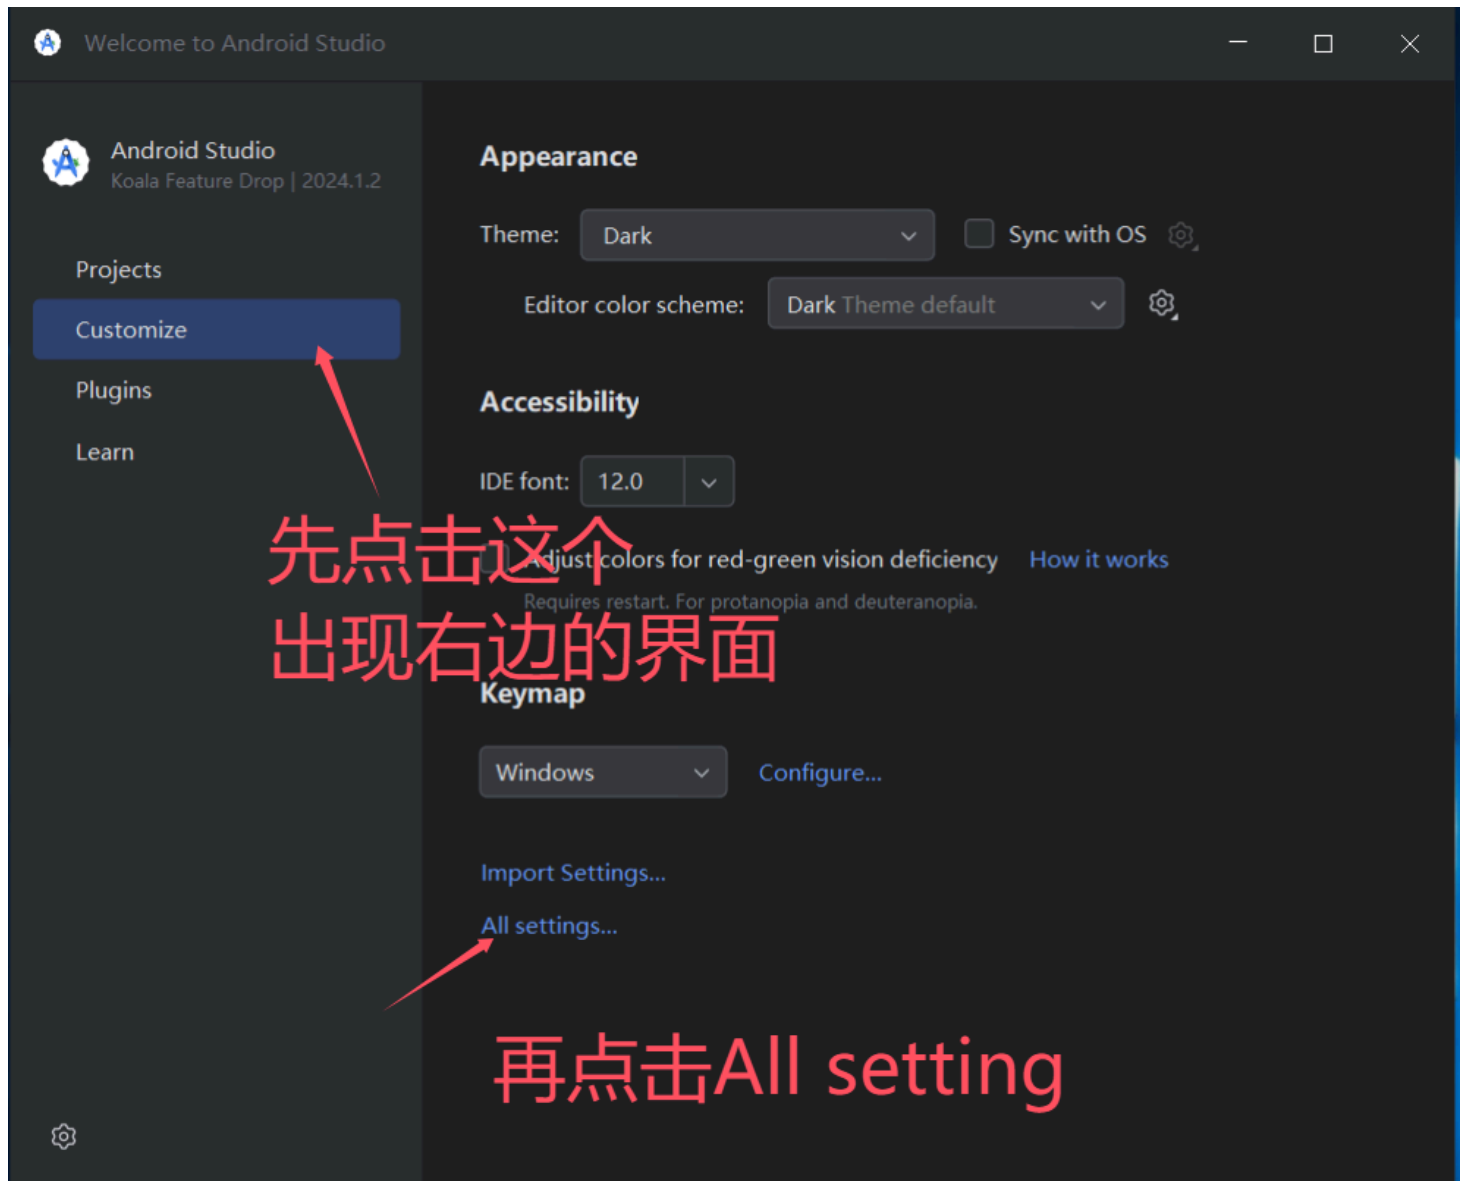 Welcome to Android Studio
Android Studio
Koala Feature Drop | 2024.1.2
Projects
Customize
Plugins
Learn
Appearance
Theme: Dark Sync with OS
Editor color scheme: Dark Theme default
Accessibility
IDE font: 12.0
先点击这个
Adjust colors for red-green vision deficiency How it works
Requires restart. For protanopia and deuteranopia.
出现右边的界面
Keymap
Windows Configure...
Import Settings...
All settings...
再点击All setting